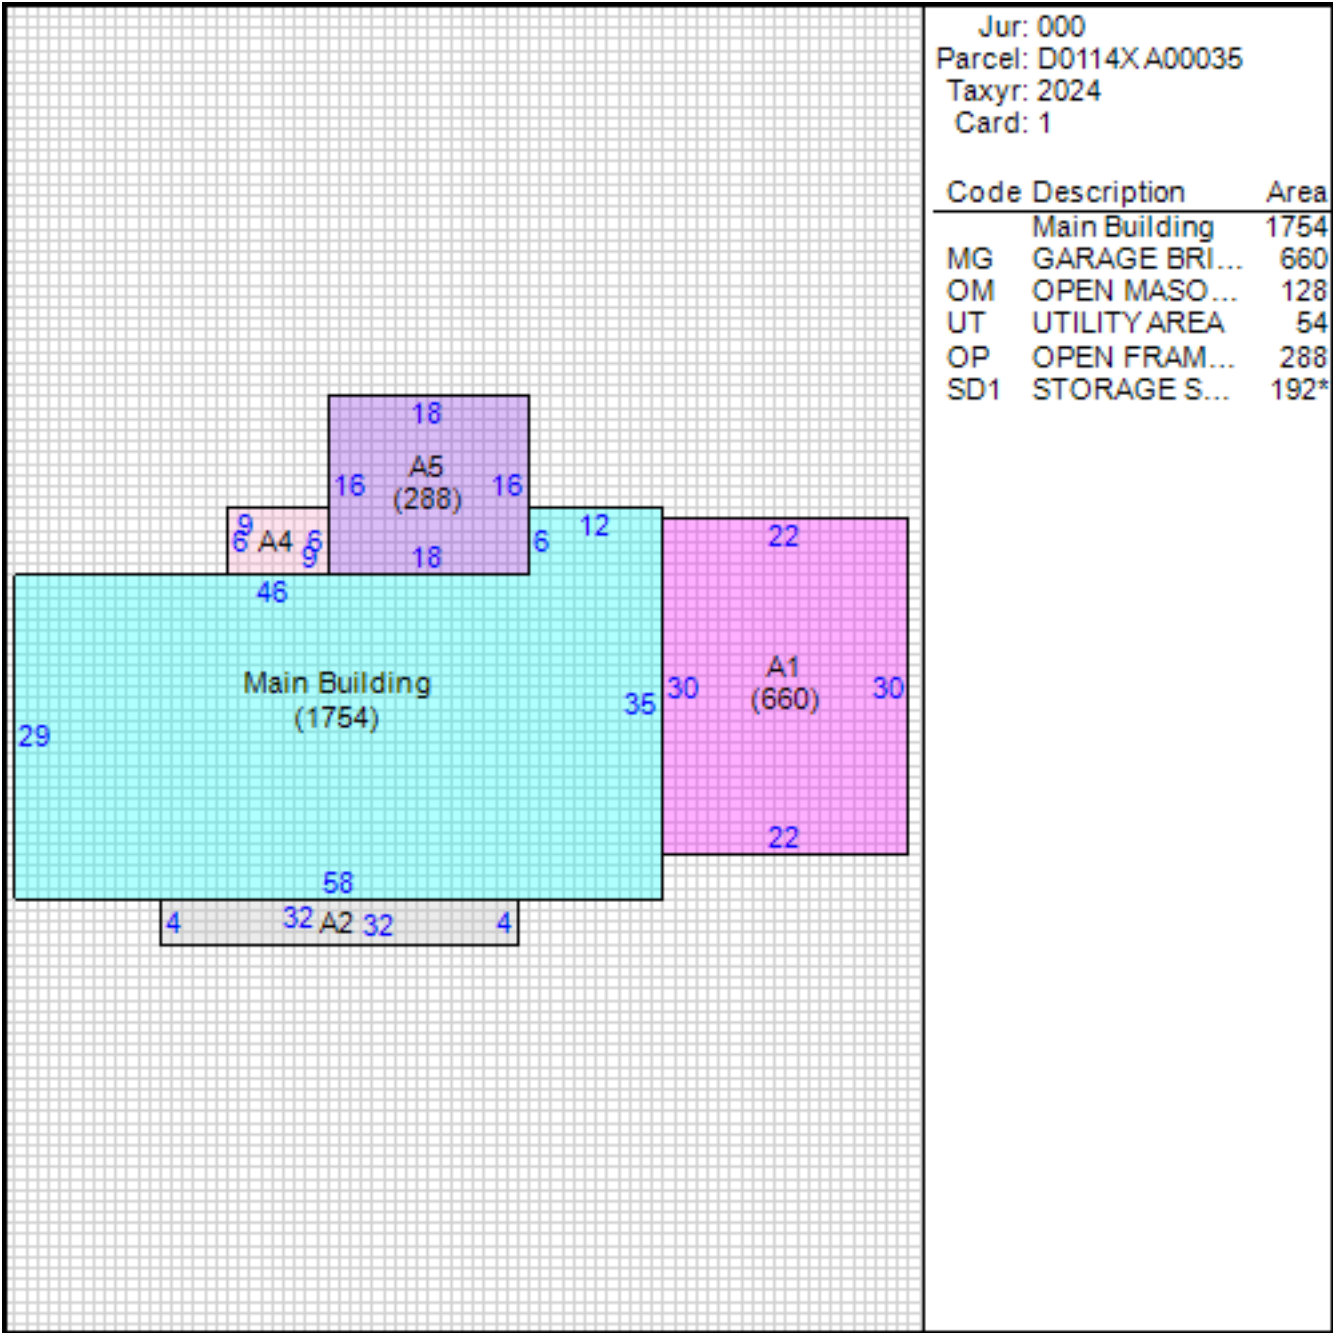 Jur: 000
Parcel: D0114X A00035
Taxyr: 2024
Card: 1
Code Description Area
Main Building 1754
MG GARAGE BRI... 660
OM OPEN MASO... 128
UT UTILITY AREA 54
OP OPEN FRAM... 288
SD1 STORAGE S... 192*
18
A5
16 (288) 16
18
9
6 A4 6
9
6
12
22
46
Main Building
(1754)
29
35
A1
30 (660) 30
22
58
4 32 A2 32 4